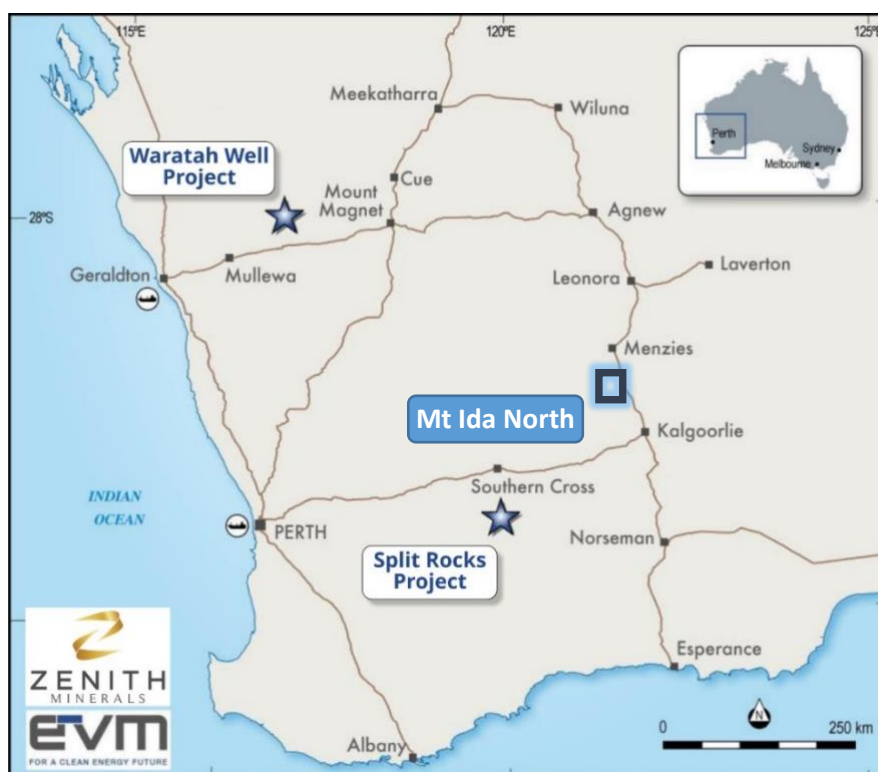 115°E
120°E
125°E
Meekatharra
Wiluna
Perth
Sydney
Melbourne
Waratah Well
Project
Cue
Mount
Magnet
Agnew
28°S
Geraldton
Mullewa
Leonora
Laverton
Menzies
Mt Ida North
Kalgoorlie
INDIAN
OCEAN
Southern Cross
PERTH
Norseman
Split Rocks
Project
ZENITH
MINERALS
Esperance
EVM
FOR A CLEAN ENERGY FUTURE
Albany
N
0
250 km